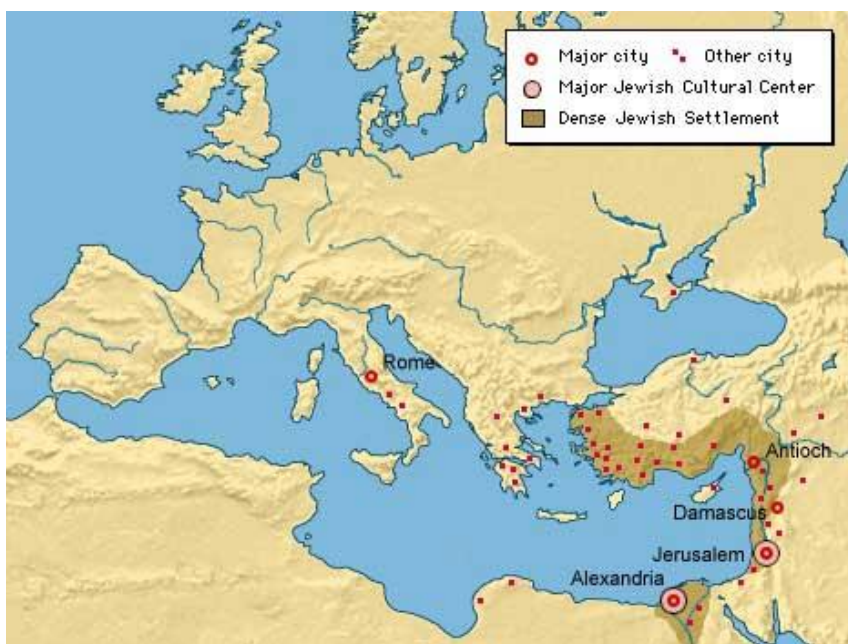 Major city Other city
Major Jewish Cultural Center
Dense Jewish Settlement
Rome
Antioch
Damascus
Jerusalem
Alexandria